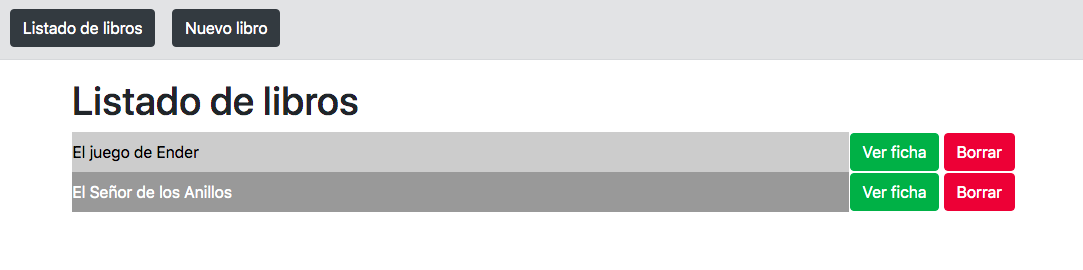 Listado de libros Nuevo libro
Listado de libros
El juego de Ender Ver ficha Borrar
El Señor de los Anillos Ver ficha Borrar